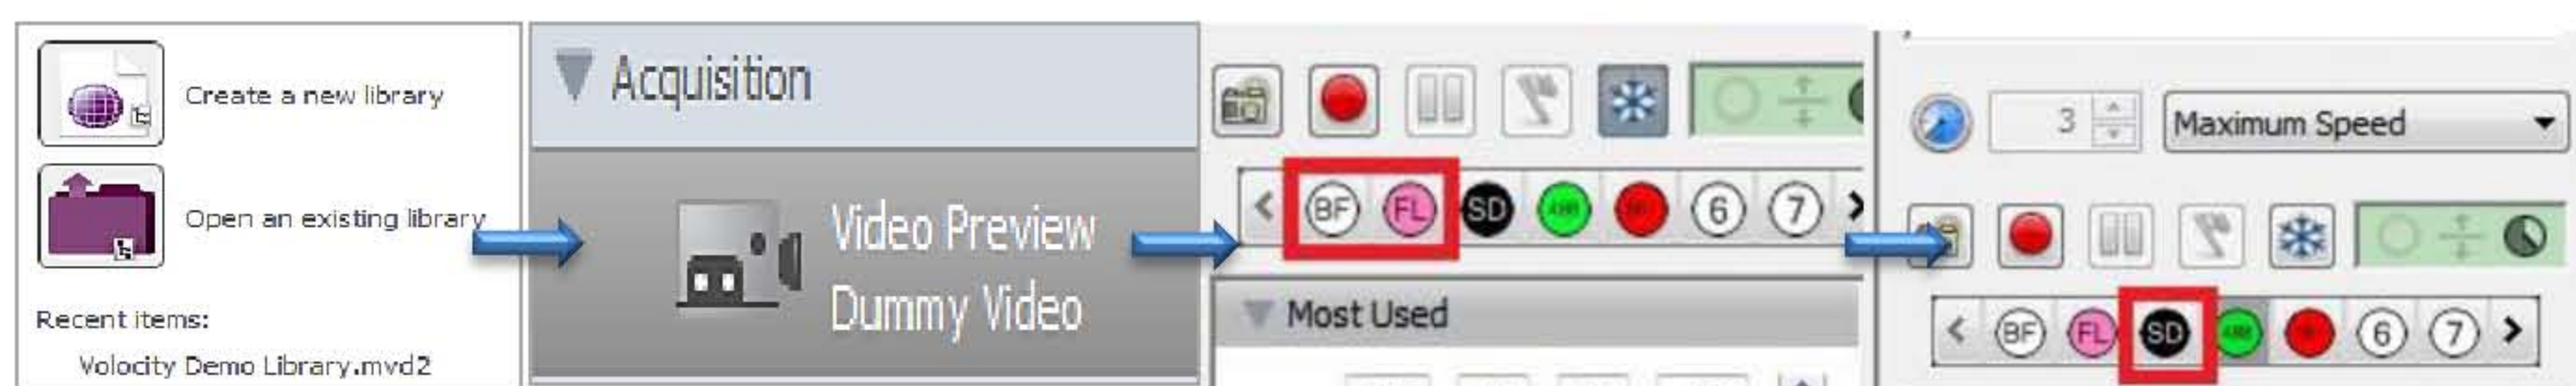 Create a new library
Open an existing library
Recent items:
Volocity Demo Library.mvd2
Acquisition
Video Preview
Dummy Video
BF FL SD 6 7
Most Used
3 Maximum Speed
BF FL SD 6 7